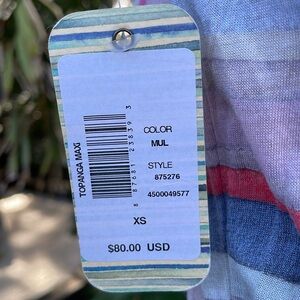 TOPANGA MAXI
8 87681 23839 3
COLOR
MUL
STYLE
875276
4500049577
XS
$80.00 USD